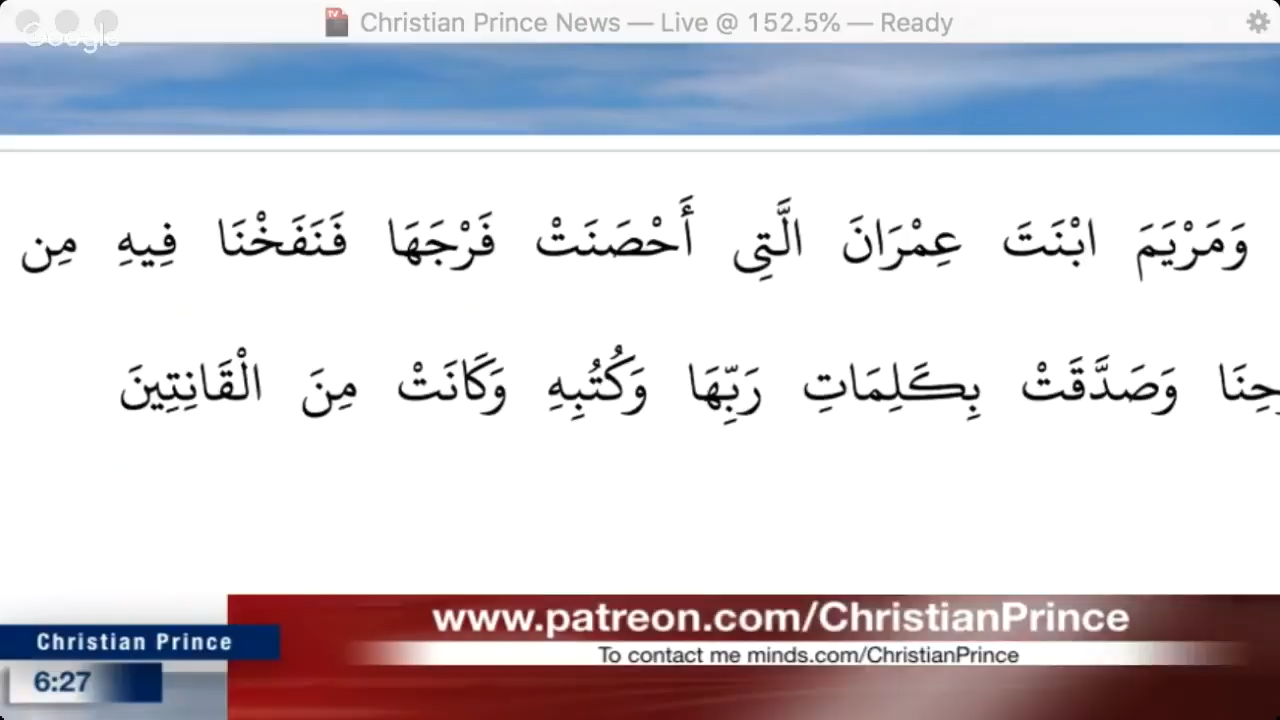 Christian Prince News — Live @ 152.5% — Ready
Google
وَمَرْيَمَ ابْنَتَ عِمْرَانَ الَّتِي أَحْصَنَتْ فَرْجَهَا فَنَفَخْنَا فِيهِ مِن
حِنَا وَصَدَّقَتْ بِكَلِمَاتِ رَبِّهَا وَكُتُبِهِ وَكَانَتْ مِنَ الْقَانِتِينَ
www.patreon.com/ChristianPrince
Christian Prince
To contact me minds.com/ChristianPrince
6:27